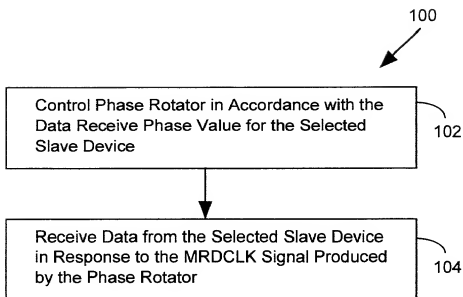 100
Control Phase Rotator in Accordance with the
Data Receive Phase Value for the Selected
Slave Device
102
Receive Data from the Selected Slave Device
in Response to the MRDCLK Signal Produced
by the Phase Rotator
104